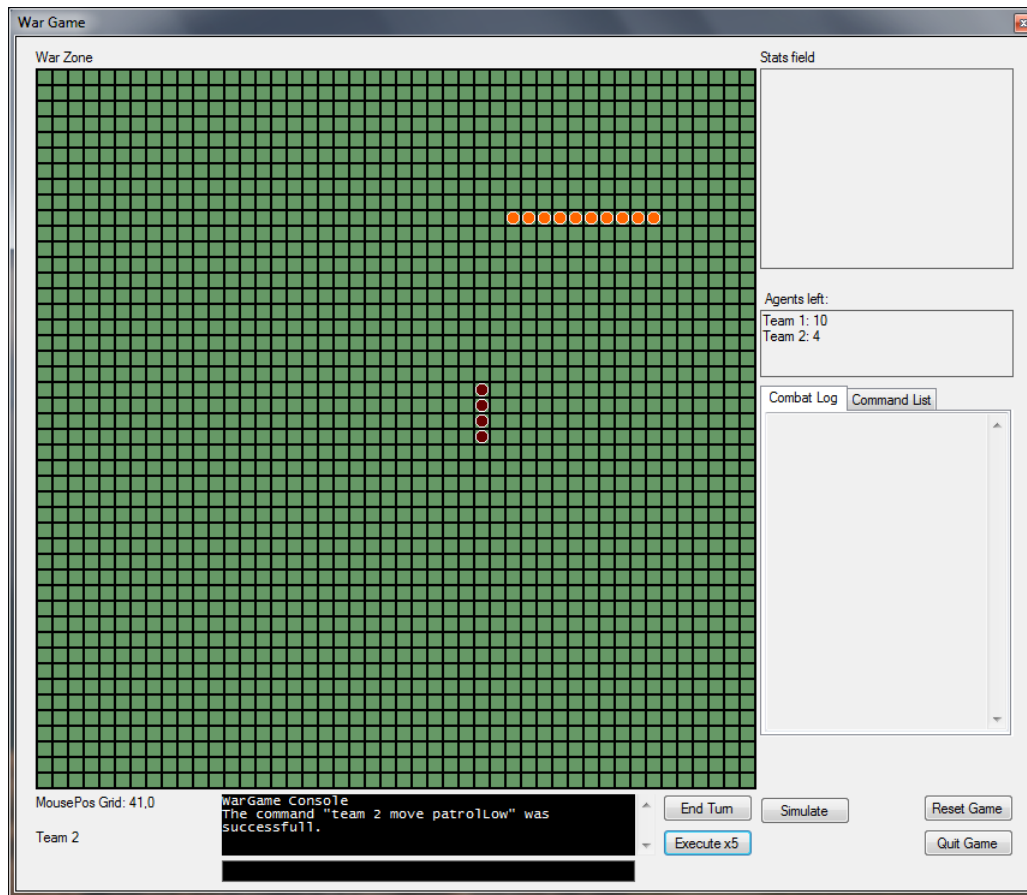 War Game
War Zone
Stats field
Agents left:
Team 1: 10
Team 2: 4
Combat Log
Command List
MousePos Grid: 41,0
Team 2
WarGame Console
The command "team 2 move patrolLow" was
successfull.
End Turn
Execute x5
Simulate
Reset Game
Quit Game